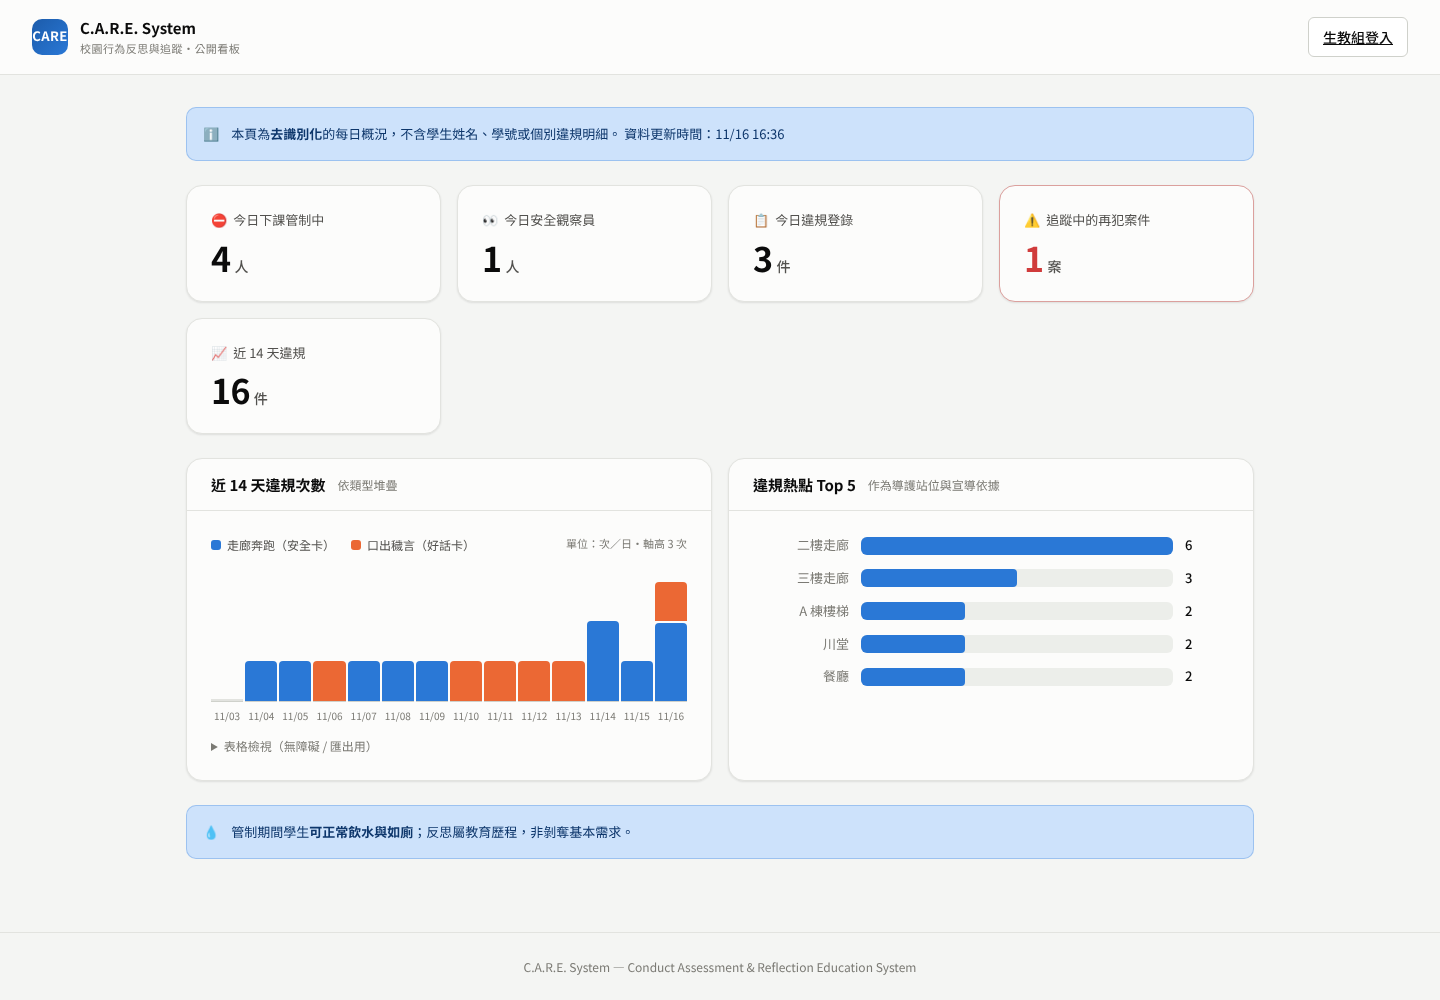 CARE
C.A.R.E. System
校園行為反思與追蹤・公開看板
生教組登入
ℹ️ 本頁為去識別化的每日概況，不含學生姓名、學號或個別違規明細。 資料更新時間：11/16 16:36
⛔ 今日下課管制中
4 人
👀 今日安全觀察員
1 人
📋 今日違規登錄
3 件
⚠️ 追蹤中的再犯案件
1 案
📈 近 14 天違規
16 件
近 14 天違規次數 依類型堆疊
走廊奔跑（安全卡） 口出穢言（好話卡） 單位：次／日・軸高 3 次
11/03 11/04 11/05 11/06 11/07 11/08 11/09 11/10 11/11 11/12 11/13 11/14 11/15 11/16
▶ 表格檢視（無障礙 / 匯出用）
違規熱點 Top 5 作為導護站位與宣導依據
二樓走廊 6
三樓走廊 3
A 棟樓梯 2
川堂 2
餐廳 2
💧 管制期間學生可正常飲水與如廁；反思屬教育歷程，非剝奪基本需求。
C.A.R.E. System — Conduct Assessment & Reflection Education System